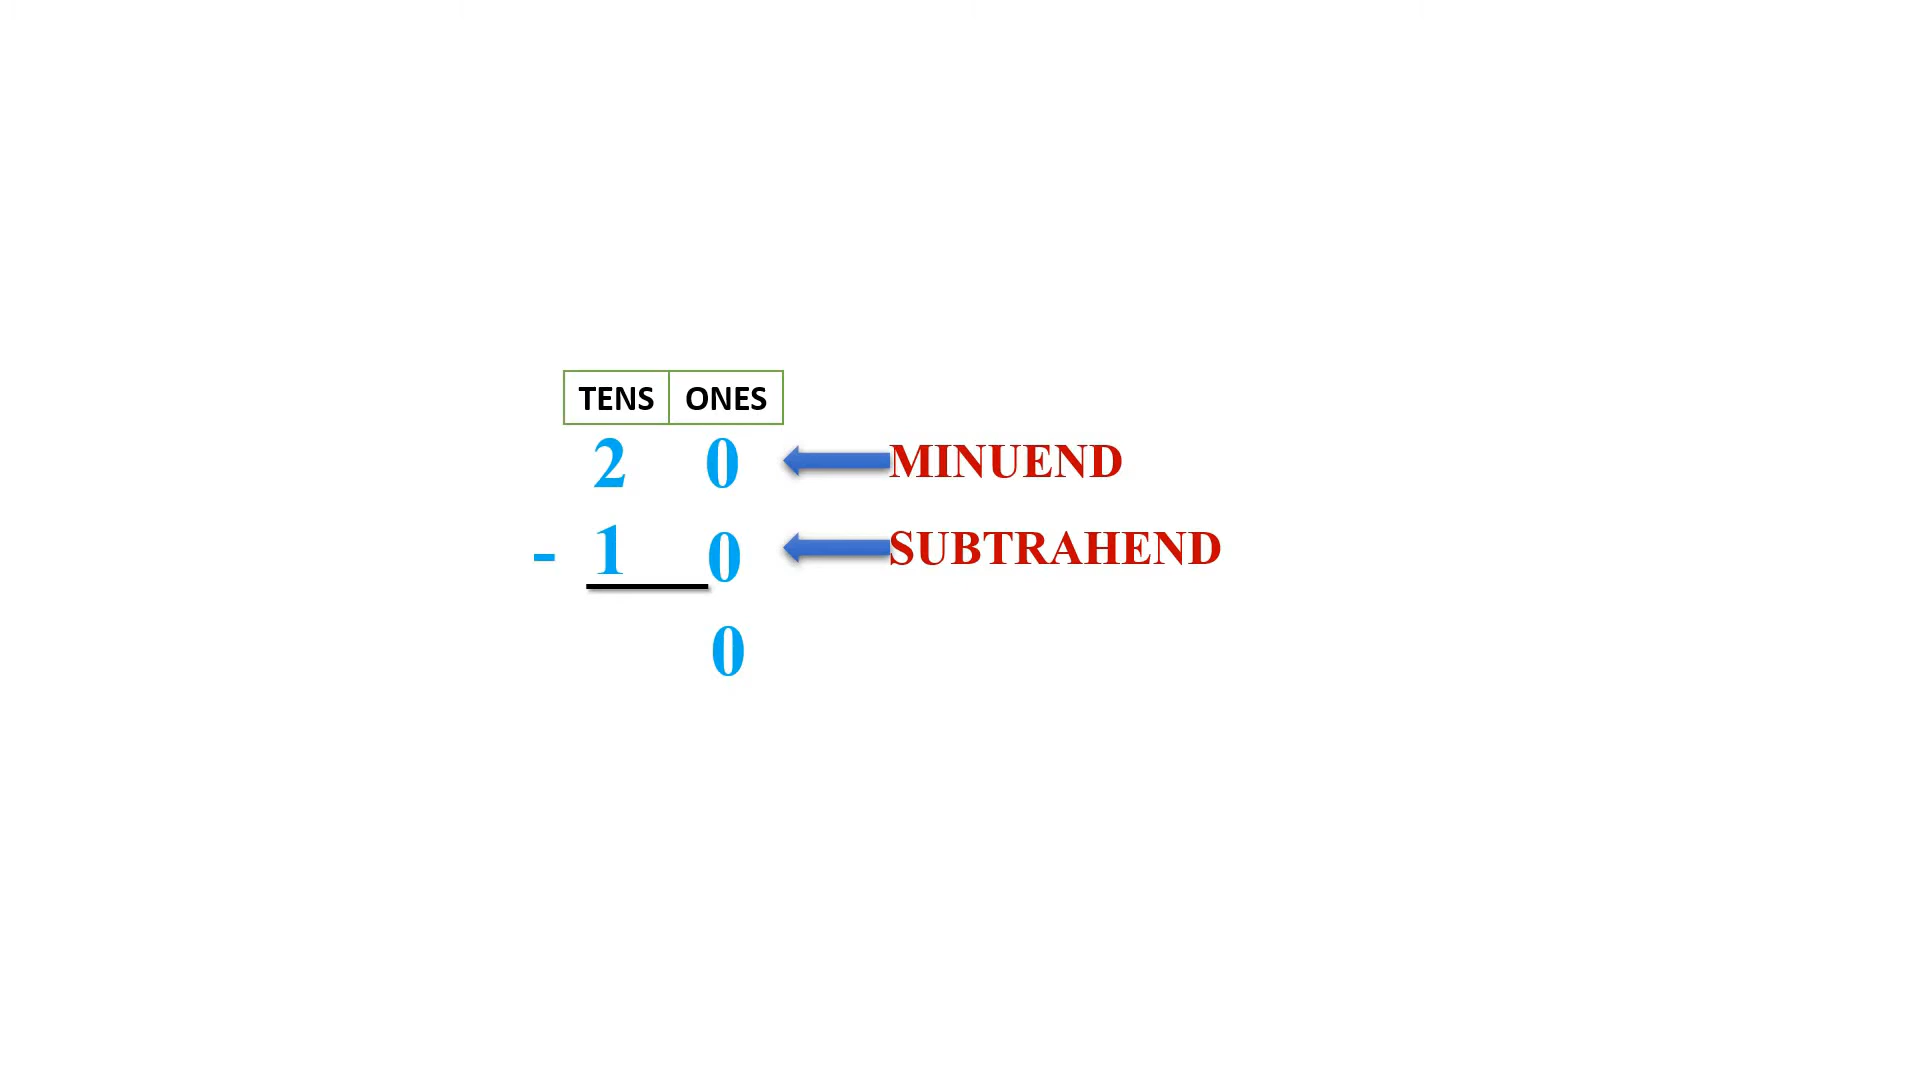 TENS ONES
2 0 MINUEND
- 1 0 SUBTRAHEND
0